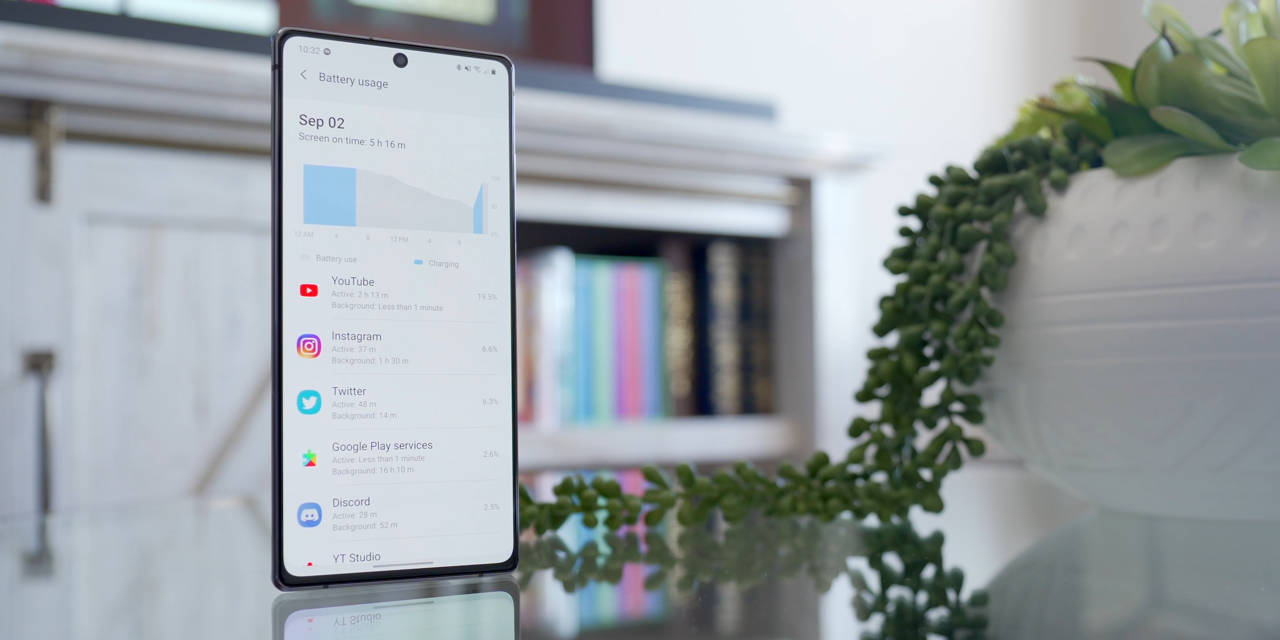 10:32
Battery usage
Sep 02
Screen on time: 5 h 16 m
100
12 AM 6 12 PM 6
Battery use Charging
YouTube
Active: 2 h 13 m 19.3%
Background: Less than 1 minute
Instagram
Active: 37 m 6.6%
Background: 1 h 30 m
Twitter
Active: 48 m 6.3%
Background: 14 m
Google Play services
Active: Less than 1 minute 2.6%
Background: 16 h 10 m
Discord
Active: 28 m 2.5%
Background: 52 m
YT Studio